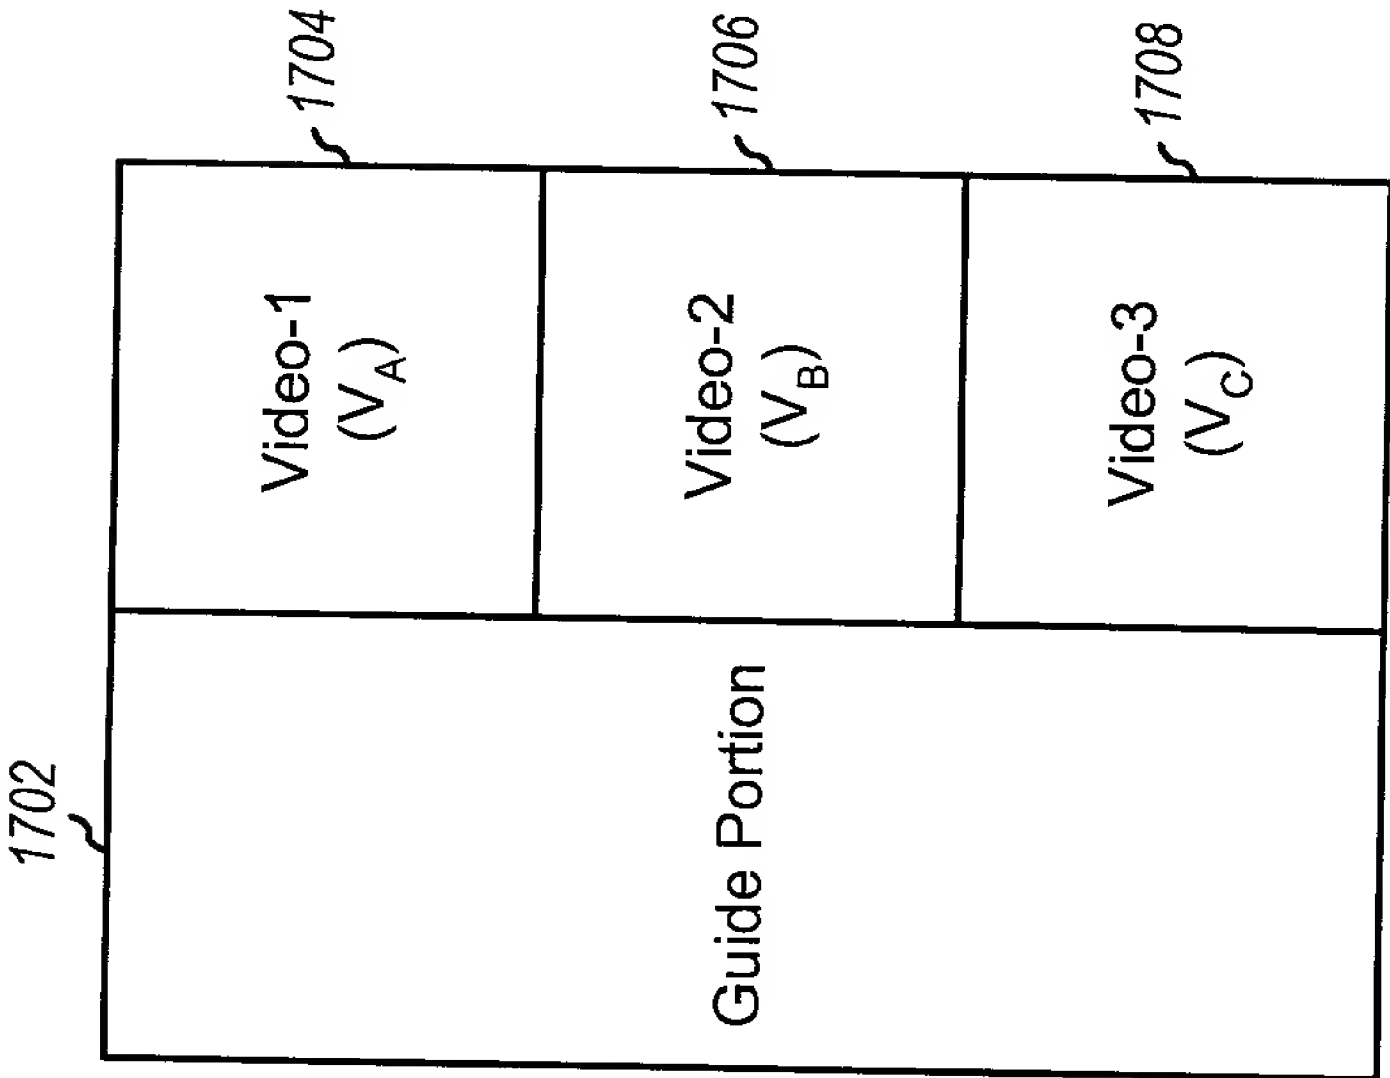 1702
Guide Portion
Video-1
(V_A)
1704
Video-2
(V_B)
1706
Video-3
(V_C)
1708